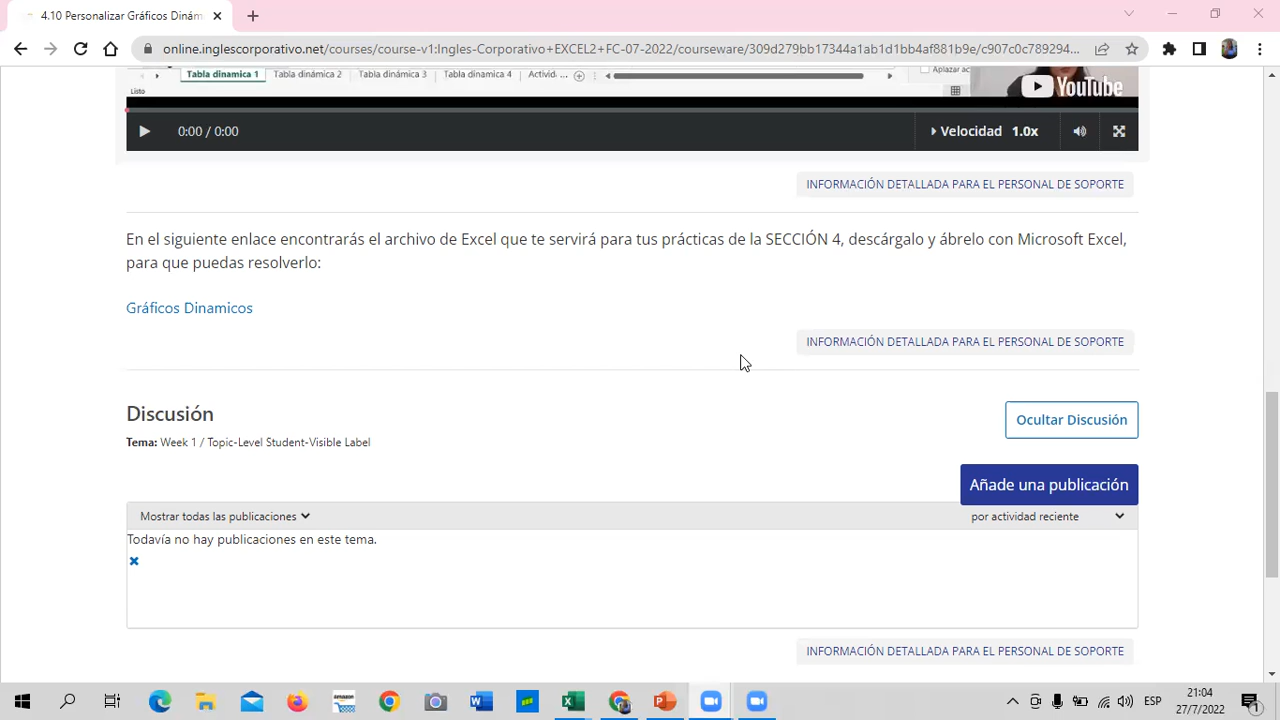 4.10 Personalizar Gráficos Dinám
online.inglescorporativo.net/courses/course-v1:Ingles-Corporativo+EXCEL2+FC-07-2022/courseware/309d279bb17344a1ab1d1bb4af881b9e/c907c0c789294...
Tabla dinamica 1
Tabla dinámica 2
Tabla dinámica 3
Tabla dinamica 4
Activid...
Aplazar ac
Listo
YouTube
0:00 / 0:00
Velocidad 1.0x
INFORMACIÓN DETALLADA PARA EL PERSONAL DE SOPORTE
En el siguiente enlace encontrarás el archivo de Excel que te servirá para tus prácticas de la SECCIÓN 4, descárgalo y ábrelo con Microsoft Excel,
para que puedas resolverlo:
Gráficos Dinamicos
INFORMACIÓN DETALLADA PARA EL PERSONAL DE SOPORTE
Discusión
Ocultar Discusión
Tema: Week 1 / Topic-Level Student-Visible Label
Añade una publicación
Mostrar todas las publicaciones
por actividad reciente
Todavía no hay publicaciones en este tema.
INFORMACIÓN DETALLADA PARA EL PERSONAL DE SOPORTE
ESP
21:04
27/7/2022